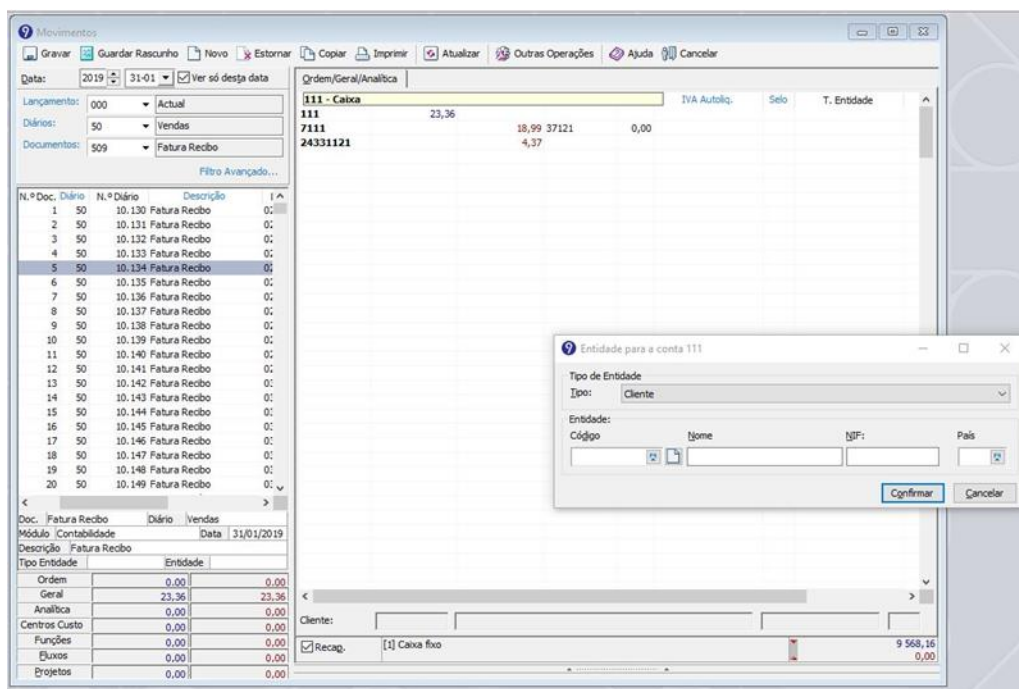 Movimentos
Gravar Guardar Rascunho Novo Estornar Copiar Imprimir Atualizar Outras Operações Ajuda Cancelar
Data: 2019 31-01 Ver só desta data
Lançamento: 000 Actual
Diários: 50 Vendas
Documentos: 509 Fatura Recibo
Filtro Avançado...
N.º Doc. Diário N.º Diário Descrição
1 50 10.130 Fatura Recibo
2 50 10.131 Fatura Recibo
3 50 10.132 Fatura Recibo
4 50 10.133 Fatura Recibo
5 50 10.134 Fatura Recibo
6 50 10.135 Fatura Recibo
7 50 10.136 Fatura Recibo
8 50 10.137 Fatura Recibo
9 50 10.138 Fatura Recibo
10 50 10.139 Fatura Recibo
11 50 10.140 Fatura Recibo
12 50 10.141 Fatura Recibo
13 50 10.142 Fatura Recibo
14 50 10.143 Fatura Recibo
15 50 10.144 Fatura Recibo
16 50 10.145 Fatura Recibo
17 50 10.146 Fatura Recibo
18 50 10.147 Fatura Recibo
19 50 10.148 Fatura Recibo
20 50 10.149 Fatura Recibo
Doc. Fatura Recibo Diário Vendas
Módulo Contabilidade Data 31/01/2019
Descrição Fatura Recibo
Tipo Entidade Entidade
Ordem 0,00 0,00
Geral 23,36 23,36
Analítica 0,00 0,00
Centros Custo 0,00 0,00
Funções 0,00 0,00
Fluxos 0,00 0,00
Projetos 0,00 0,00
Ordem/Geral/Analítica
111 - Caixa IVA Autoliq. Selo T. Entidade
111 23,36
7111 18,99 37121 0,00
24331121 4,37
Entidade para a conta 111
Tipo de Entidade
Tipo: Cliente
Entidade:
Código Nome NIF: País
Confirmar Cancelar
Cliente:
Recap. [1] Caixa fixo 9 568,16
0,00